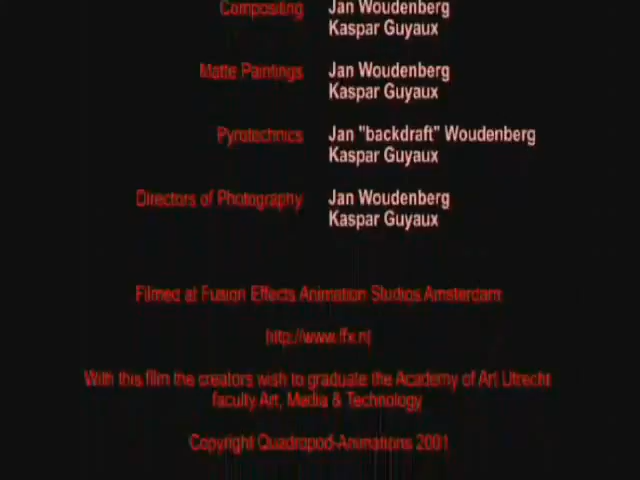 Compositing Jan Woudenberg
Kaspar Guyaux
Matte Paintings Jan Woudenberg
Kaspar Guyaux
Pyrotechnics Jan "backdraft" Woudenberg
Kaspar Guyaux
Directors of Photography Jan Woudenberg
Kaspar Guyaux
Filmed at Fusion Effects Animation Studios Amsterdam
http://www.ffx.nl
With this film the creators wish to graduate the Academy of Art Utrecht
faculty Art, Media & Technology
Copyright Quadropod-Animations 2001